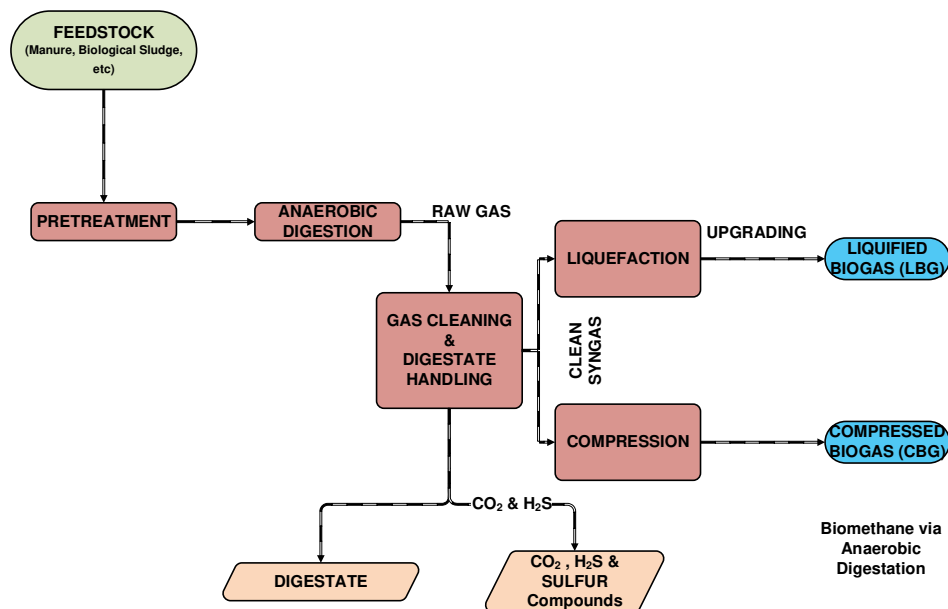 FEEDSTOCK
(Manure, Biological Sludge,
etc)
PRETREATMENT
ANAEROBIC
DIGESTION
RAW GAS
GAS CLEANING
&
DIGESTATE
HANDLING
CLEAN
SYNGAS
LIQUEFACTION
UPGRADING
LIQUIFIED
BIOGAS (LBG)
COMPRESSION
COMPRESSED
BIOGAS (CBG)
CO₂ & H₂S
DIGESTATE
CO₂ , H₂S &
SULFUR
Compounds
Biomethane via
Anaerobic
Digestation